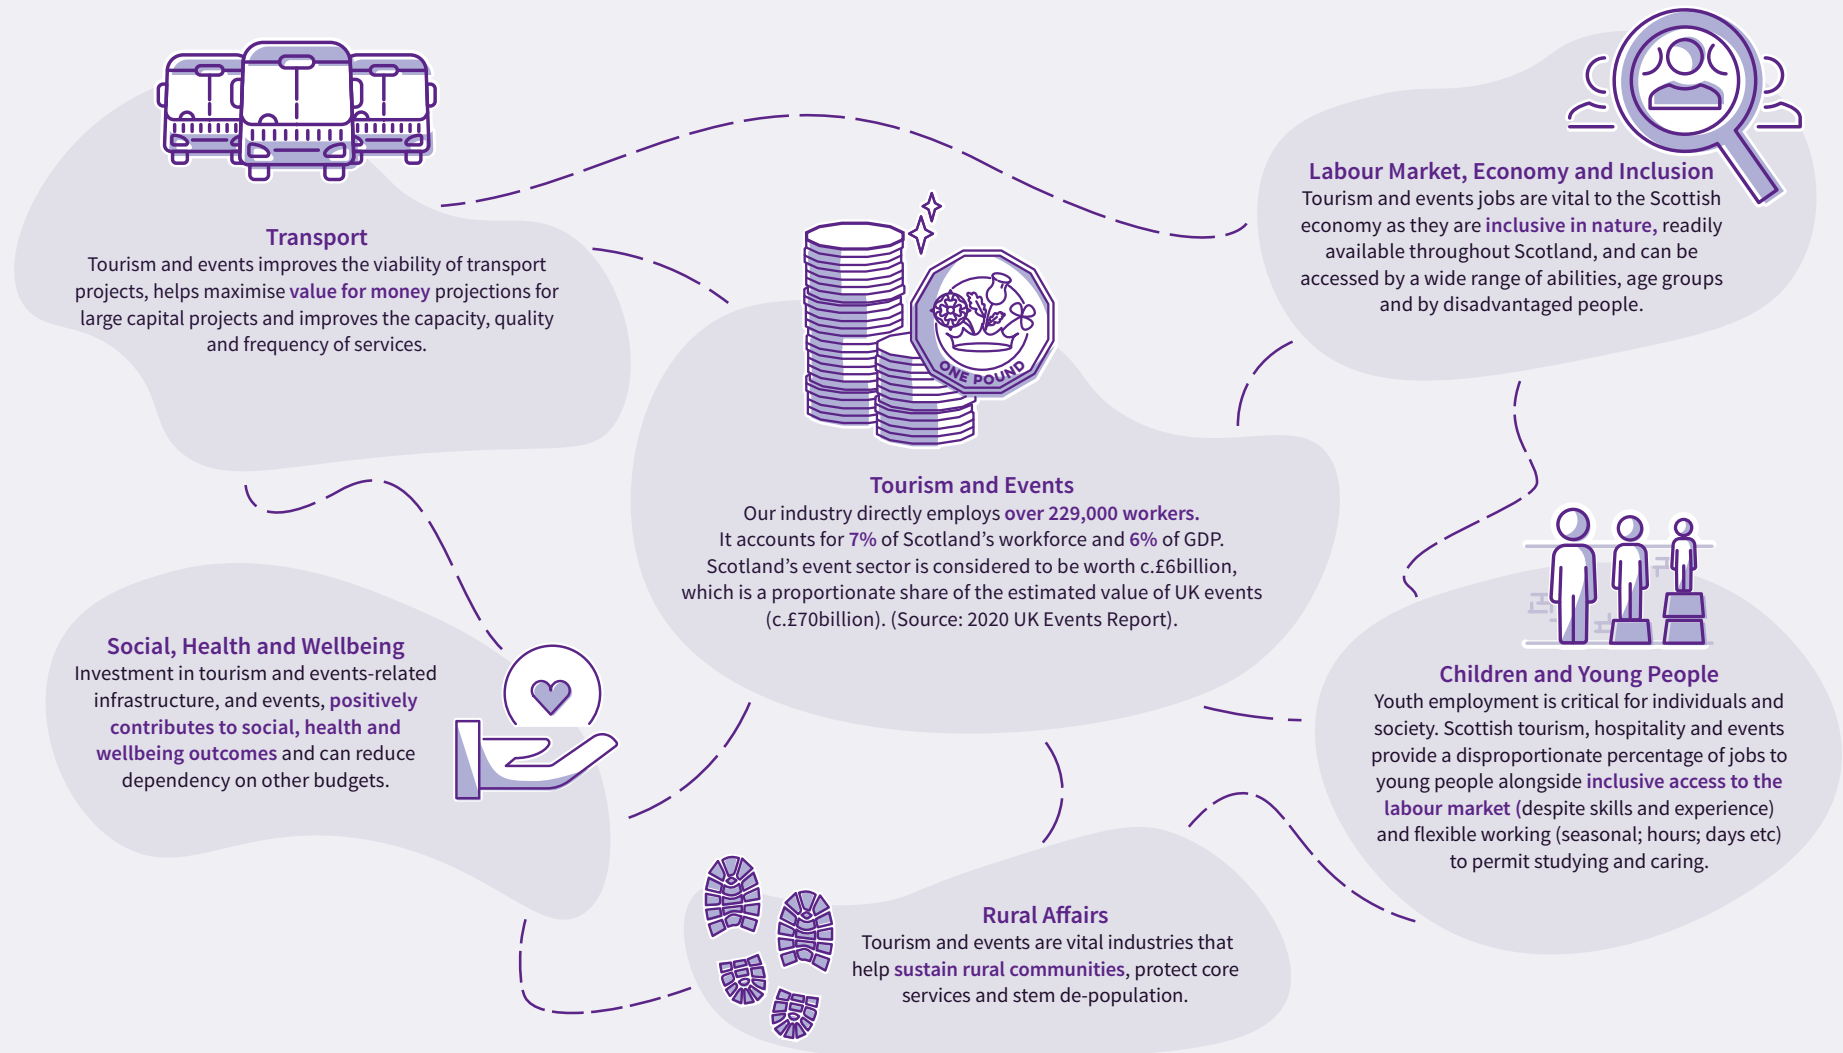 Transport
Tourism and events improves the viability of transport
projects, helps maximise value for money projections for
large capital projects and improves the capacity, quality
and frequency of services.
Labour Market, Economy and Inclusion
Tourism and events jobs are vital to the Scottish
economy as they are inclusive in nature, readily
available throughout Scotland, and can be
accessed by a wide range of abilities, age groups
and by disadvantaged people.
ONE POUND
Tourism and Events
Our industry directly employs over 229,000 workers.
It accounts for 7% of Scotland’s workforce and 6% of GDP.
Scotland’s event sector is considered to be worth c.£6billion,
which is a proportionate share of the estimated value of UK events
(c.£70billion). (Source: 2020 UK Events Report).
Social, Health and Wellbeing
Investment in tourism and events-related
infrastructure, and events, positively
contributes to social, health and
wellbeing outcomes and can reduce
dependency on other budgets.
Children and Young People
Youth employment is critical for individuals and
society. Scottish tourism, hospitality and events
provide a disproportionate percentage of jobs to
young people alongside inclusive access to the
labour market (despite skills and experience)
and flexible working (seasonal; hours; days etc)
to permit studying and caring.
Rural Affairs
Tourism and events are vital industries that
help sustain rural communities, protect core
services and stem de-population.